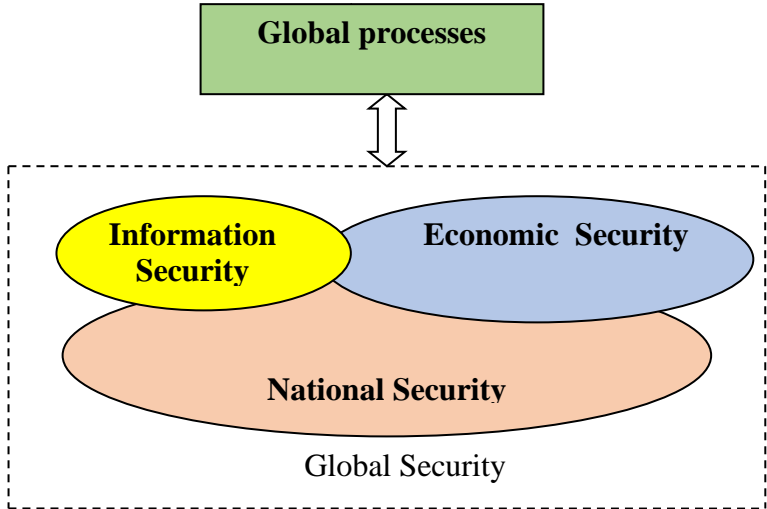 Global processes
Information
Security
Economic  Security
National Security
Global Security